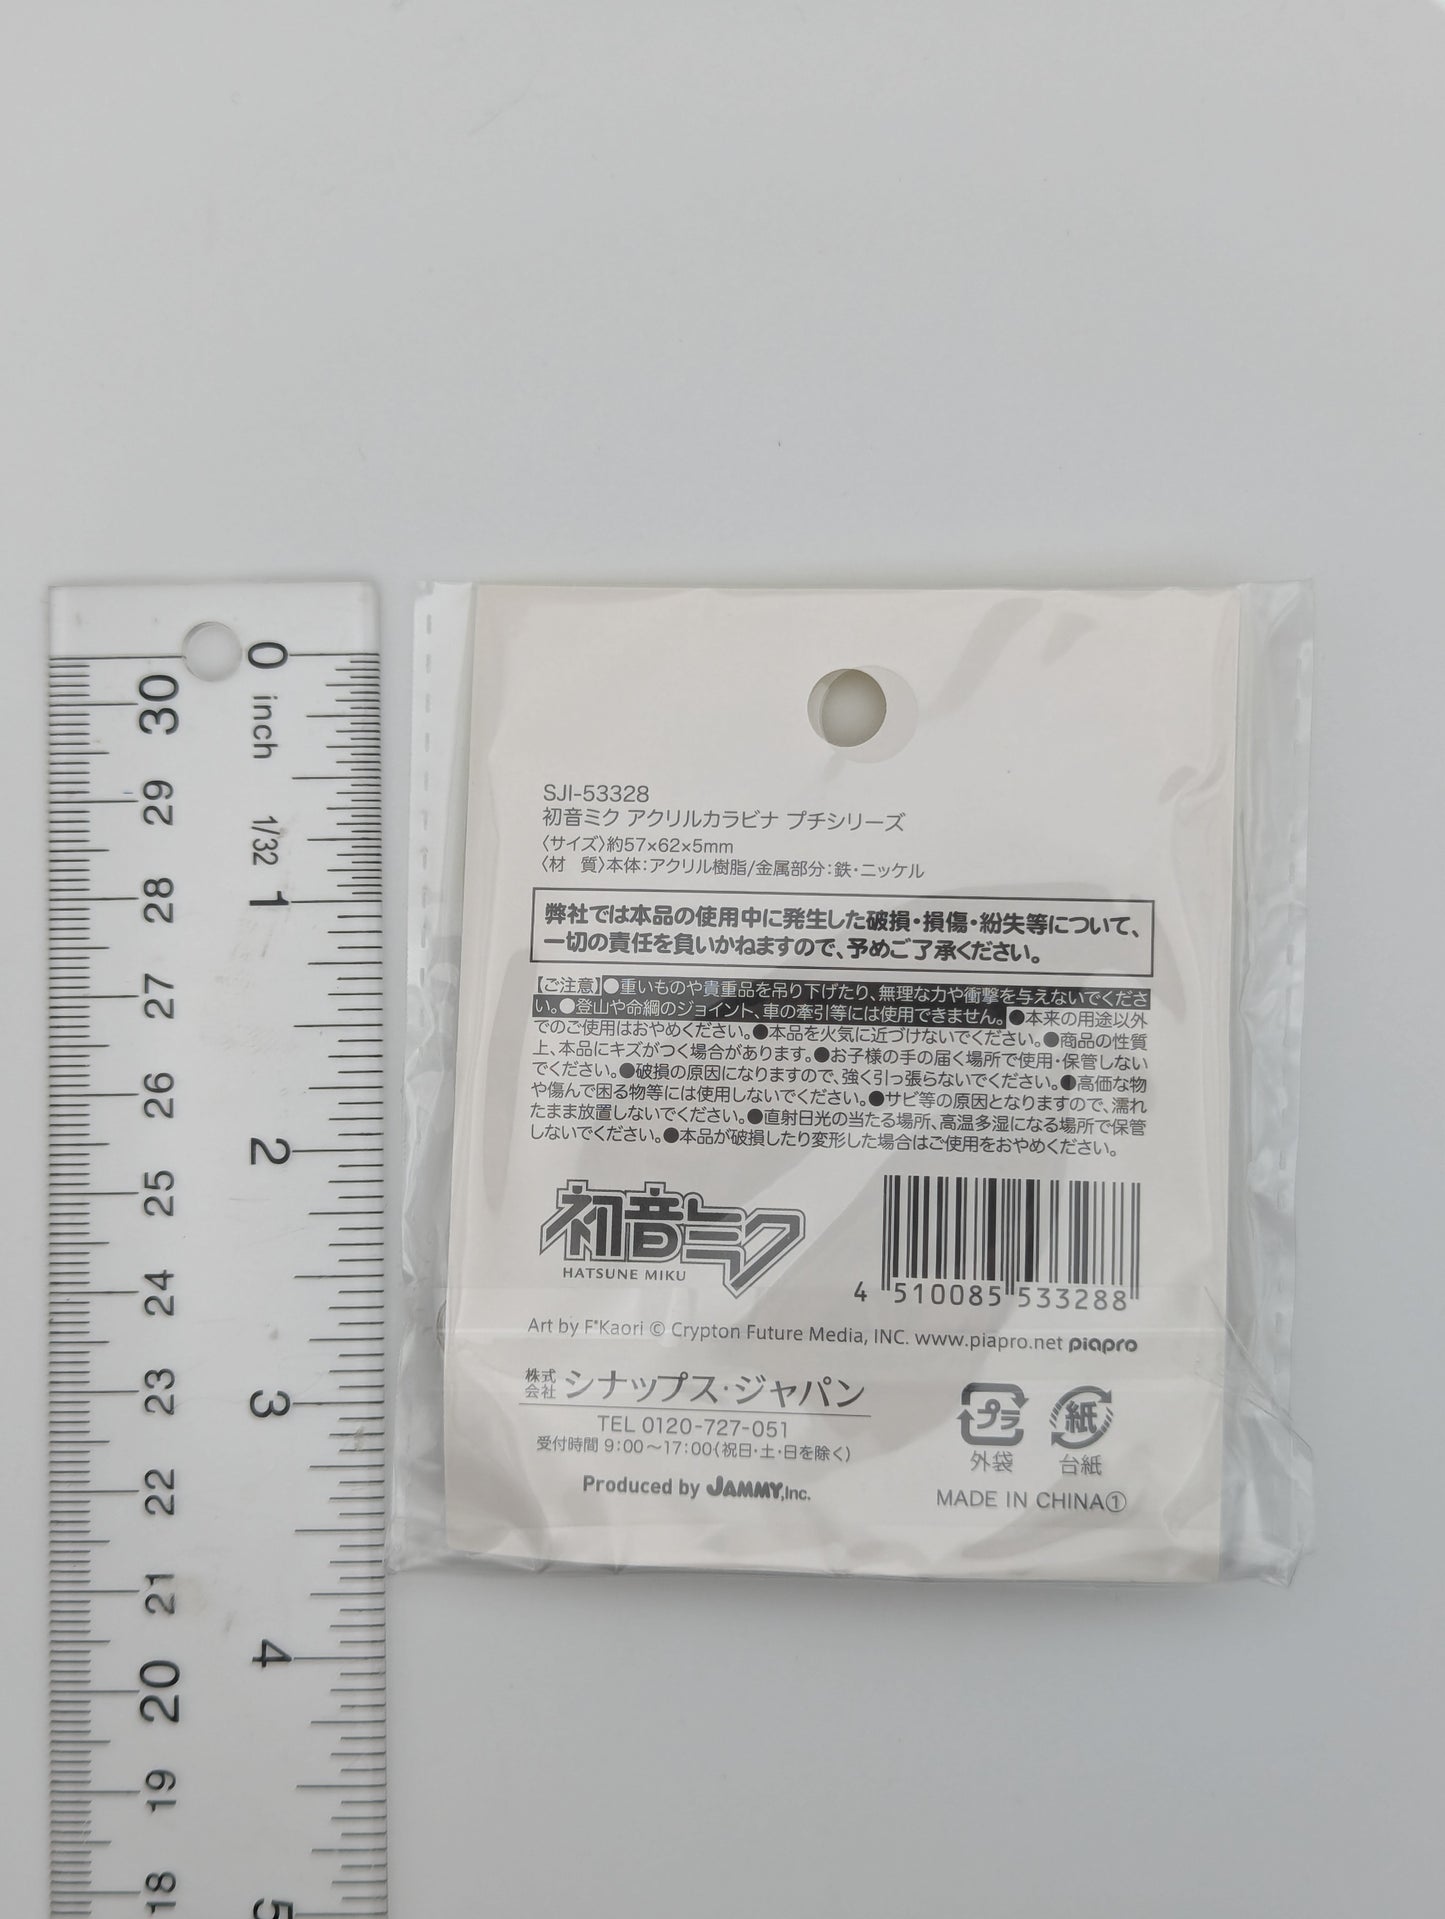 SJI-53328
初音ミク アクリルカラビナ プチシリーズ
〈サイズ〉約57×62×5mm
〈材　質〉本体：アクリル樹脂/金属部分：鉄・ニッケル
弊社では本品の使用中に発生した破損・損傷・紛失等について、
一切の責任を負いかねますので、予めご了承ください。
【ご注意】●重いものや貴重品を吊り下げたり、無理な力や衝撃を与えないでくださ
い。●登山や命綱のジョイント、車の牽引等には使用できません。●本来の用途以外
でのご使用はおやめください。●本品を火気に近づけないでください。●商品の性質
上、本品にキズがつく場合があります。●お子様の手の届く場所で使用・保管しない
でください。●破損の原因になりますので、強く引っ張らないでください。●高価な物
や傷んで困る物等には使用しないでください。●サビ等の原因となりますので、濡れ
たまま放置しないでください。●直射日光の当たる場所、高温多湿になる場所で保管
しないでください。●本品が破損したり変形した場合はご使用をおやめください。
初音ミク
HATSUNE MIKU
4 510085 533288
Art by F*Kaori © Crypton Future Media, INC. www.piapro.net piapro
株式会社 シナップス・ジャパン
TEL 0120-727-051
受付時間 9:00～17:00(祝日・土・日を除く)
Produced by JAMMY,Inc.
プラ 紙
外袋 台紙
MADE IN CHINA①
0 inch 1/32 1 2 3 4 5
30 29 28 27 26 25 24 23 22 21 20 19 18